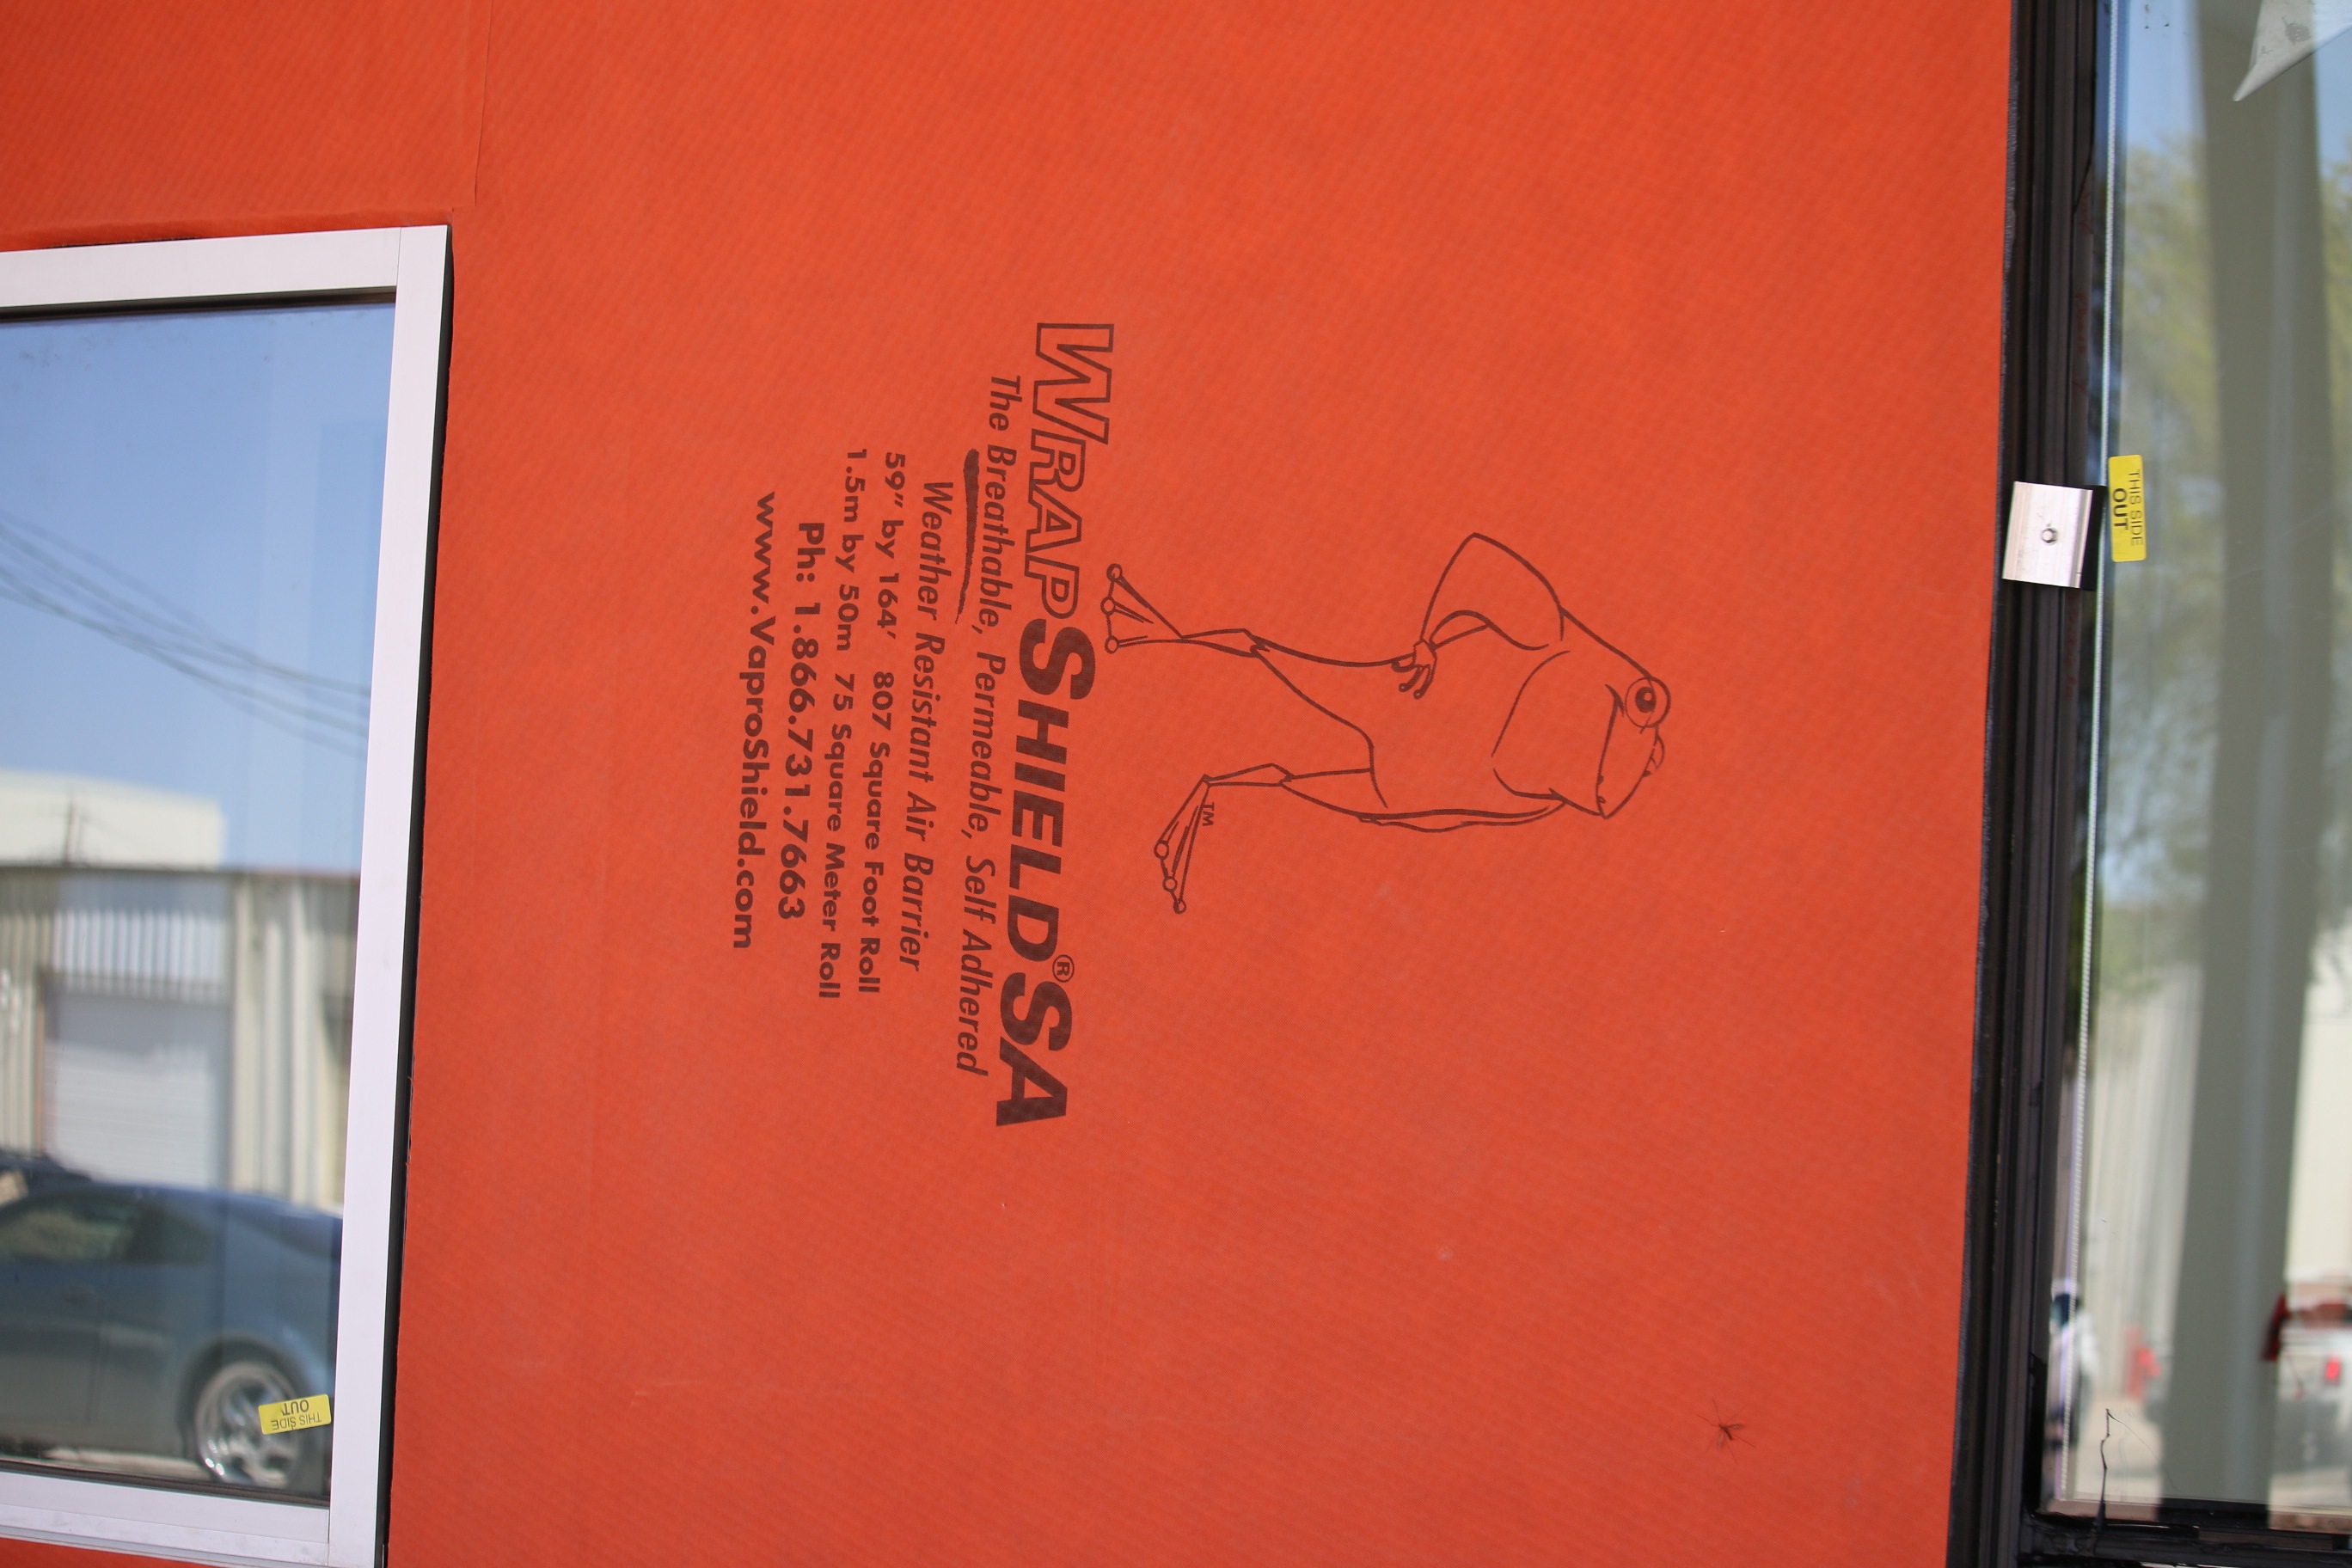 ™
WRAPSHIELD®SA
The Breathable, Permeable, Self Adhered
Weather Resistant Air Barrier
59" by 164' 807 Square Foot Roll
1.5m by 50m 75 Square Meter Roll
Ph: 1.866.731.7663
www.VaproShield.com
THIS SIDE
OUT
THIS SIDE
OUT